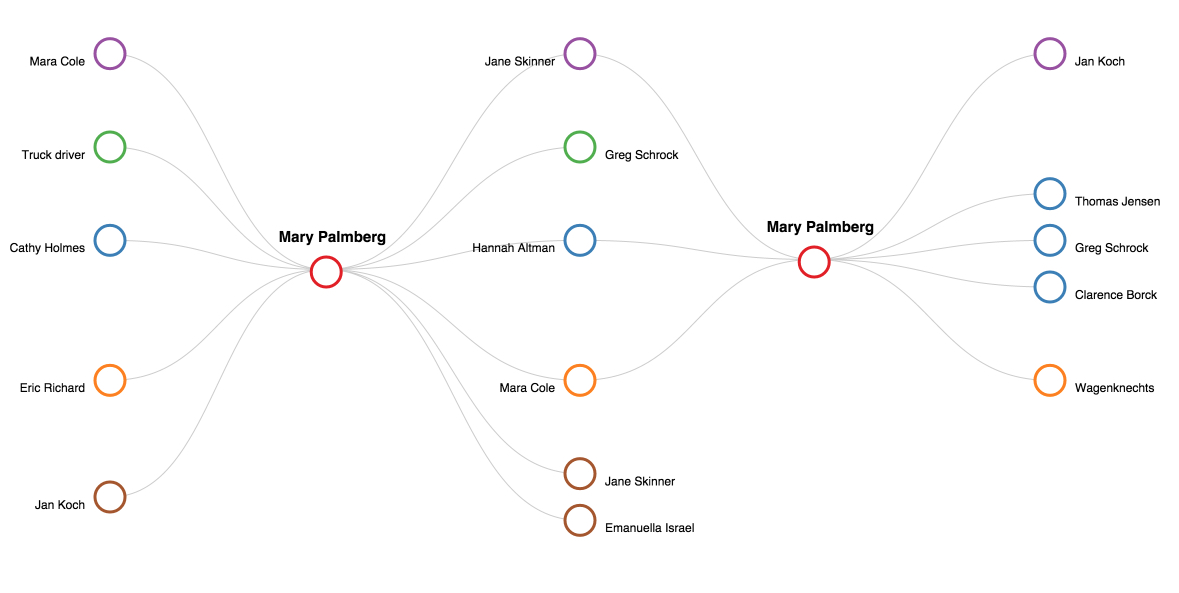 Mara Cole
Jane Skinner
Jan Koch
Truck driver
Greg Schrock
Thomas Jensen
Mary Palmberg
Mary Palmberg
Cathy Holmes
Hannah Altman
Greg Schrock
Clarence Borck
Eric Richard
Mara Cole
Wagenknechts
Jane Skinner
Jan Koch
Emanuella Israel